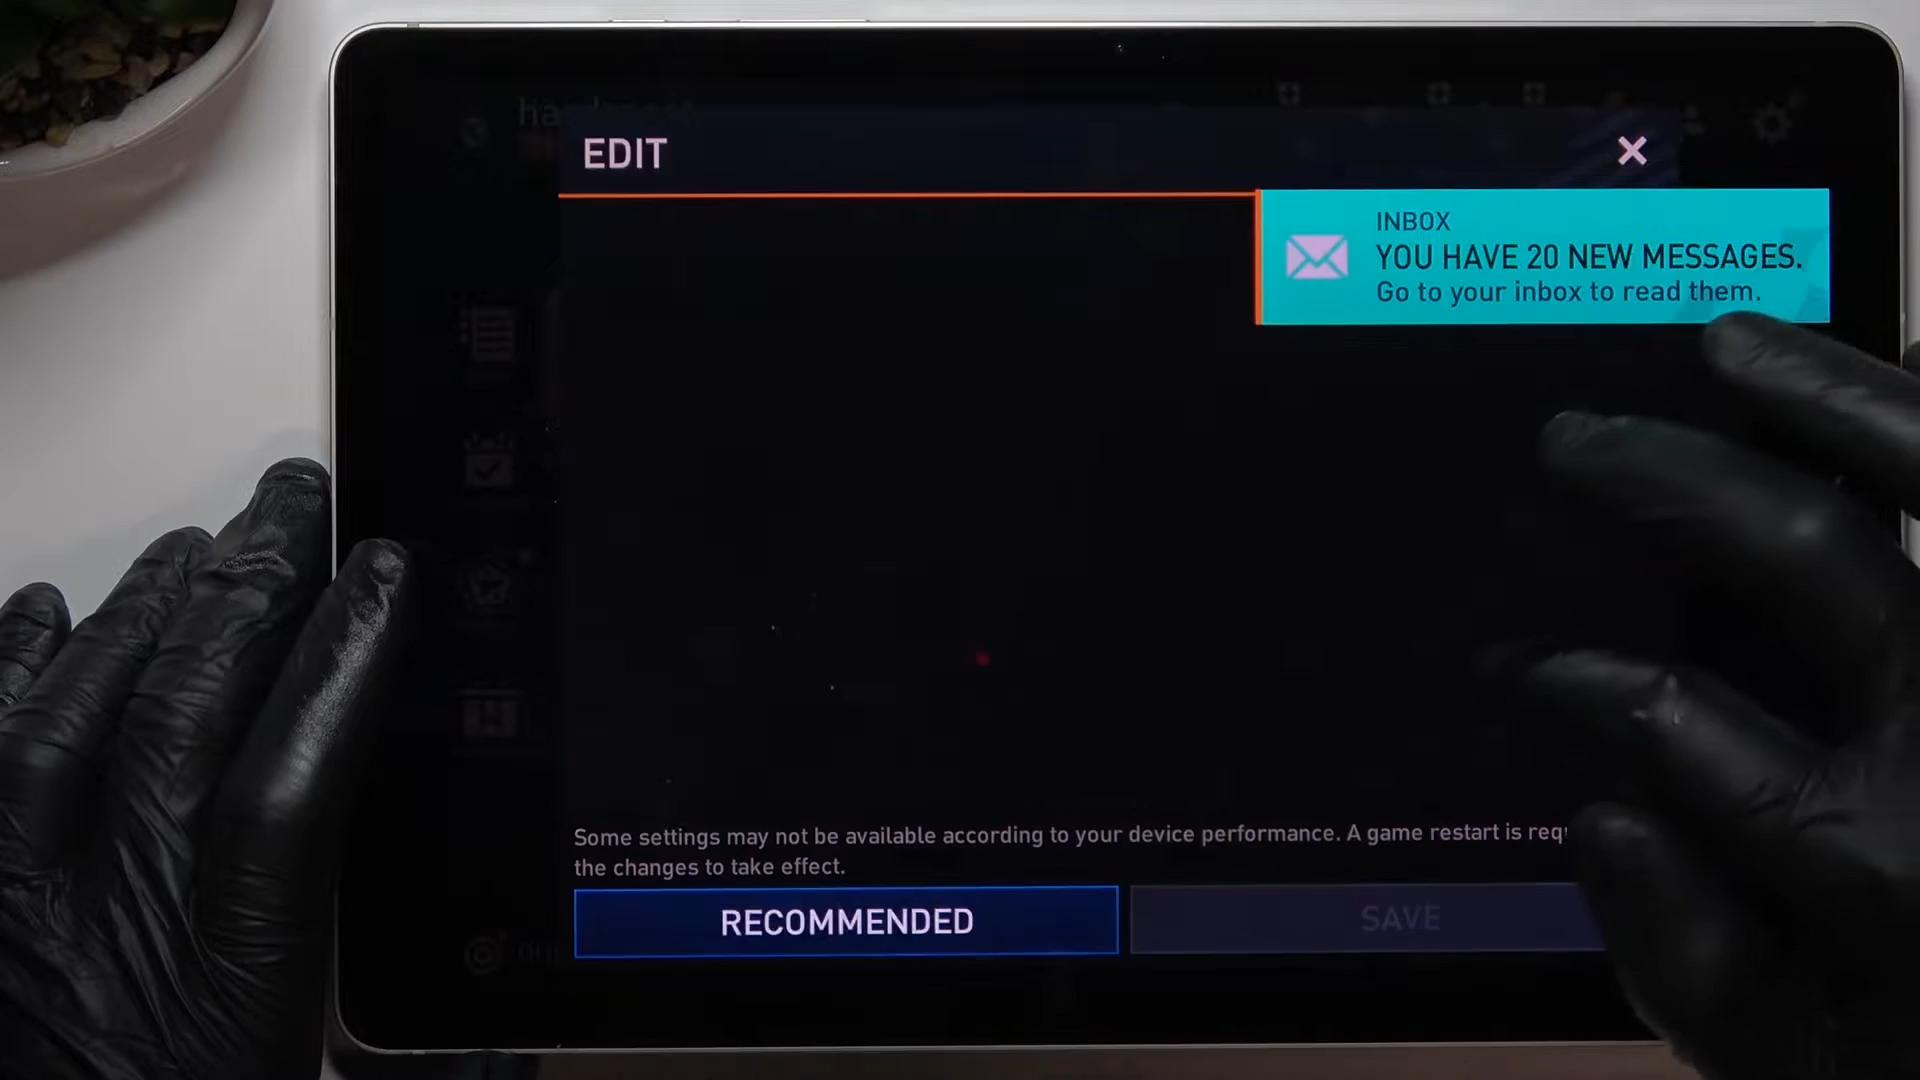 EDIT
INBOX
YOU HAVE 20 NEW MESSAGES.
Go to your inbox to read them.
Some settings may not be available according to your device performance. A game restart is
the changes to take effect.
RECOMMENDED
SAVE